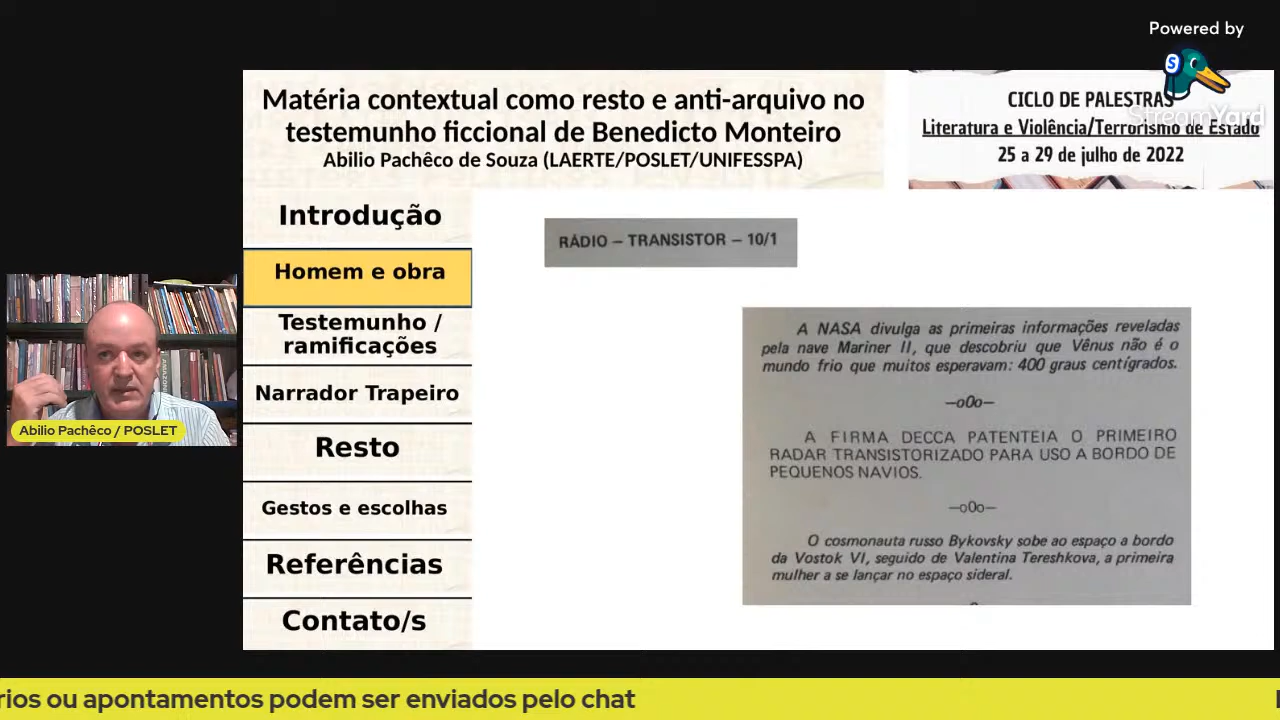 Powered by
S
StreamYard
Matéria contextual como resto e anti-arquivo no
testemunho ficcional de Benedicto Monteiro
Abilio Pachêco de Souza (LAERTE/POSLET/UNIFESSPA)
CICLO DE PALESTRAS
Literatura e Violência/Terrorismo de Estado
25 a 29 de julho de 2022
Introdução
Homem e obra
Testemunho /
ramificações
Narrador Trapeiro
Resto
Gestos e escolhas
Referências
Contato/s
RÁDIO – TRANSISTOR – 10/1
A NASA divulga as primeiras informações reveladas
pela nave Mariner II, que descobriu que Vênus não é o
mundo frio que muitos esperavam: 400 graus centígrados.
—o0o—
A FIRMA DECCA PATENTEIA O PRIMEIRO
RADAR TRANSISTORIZADO PARA USO A BORDO DE
PEQUENOS NAVIOS.
—o0o—
O cosmonauta russo Bykovsky sobe ao espaço a bordo
da Vostok VI, seguido de Valentina Tereshkova, a primeira
mulher a se lançar no espaço sideral.
Abilio Pachêco / POSLET
rios ou apontamentos podem ser enviados pelo chat